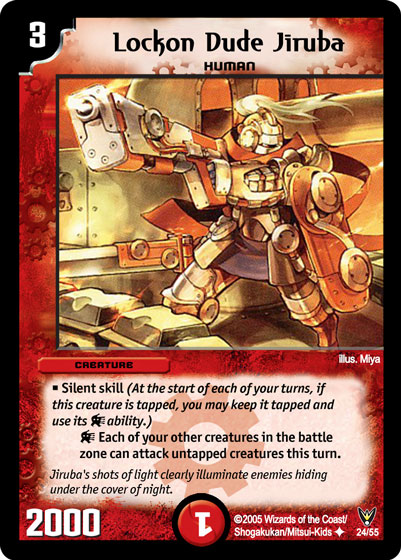 3
Lockon Dude Jiruba
HUMAN
CREATURE
illus. Miya
▪ Silent skill (At the start of each of your turns, if
this creature is tapped, you may keep it tapped and
use its ability.)
Each of your other creatures in the battle
zone can attack untapped creatures this turn.
Jiruba's shots of light clearly illuminate enemies hiding
under the cover of night.
2000
1
©2005 Wizards of the Coast/
Shogakukan/Mitsui-Kids ✦ 24/55